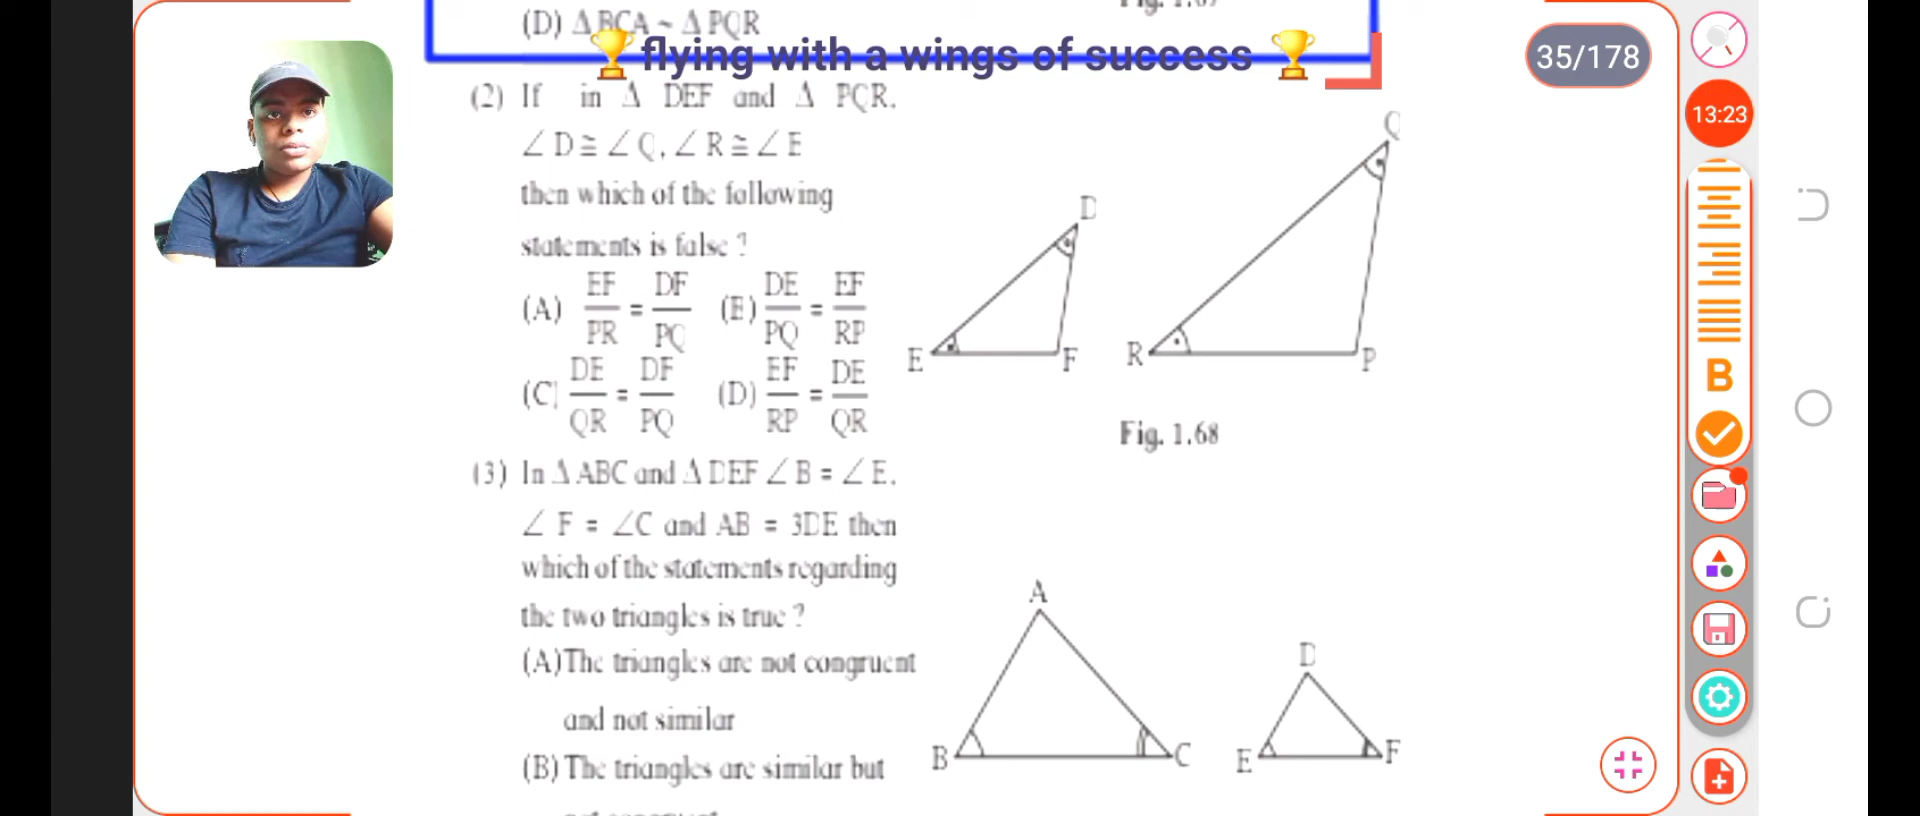 (D) Δ BCA ~ Δ PQR
🏆 flying with a wings of success 🏆
35/178
13:23
(2) If in Δ DEF and Δ PQR,
∠ D ≅ ∠ Q, ∠ R ≅ ∠ E
then which of the following
statements is false ?
(A) EF/PR = DF/PQ (B) DE/PQ = EF/RP
(C) DE/QR = DF/PQ (D) EF/RP = DE/QR
D
E
F
Q
R
P
Fig. 1.68
(3) In Δ ABC and Δ DEF ∠ B = ∠ E,
∠ F = ∠C and AB = 3DE then
which of the statements regarding
the two triangles is true ?
(A)The triangles are not congruent
and not similar
(B) The triangles are similar but
A
B
C
D
E
F
B